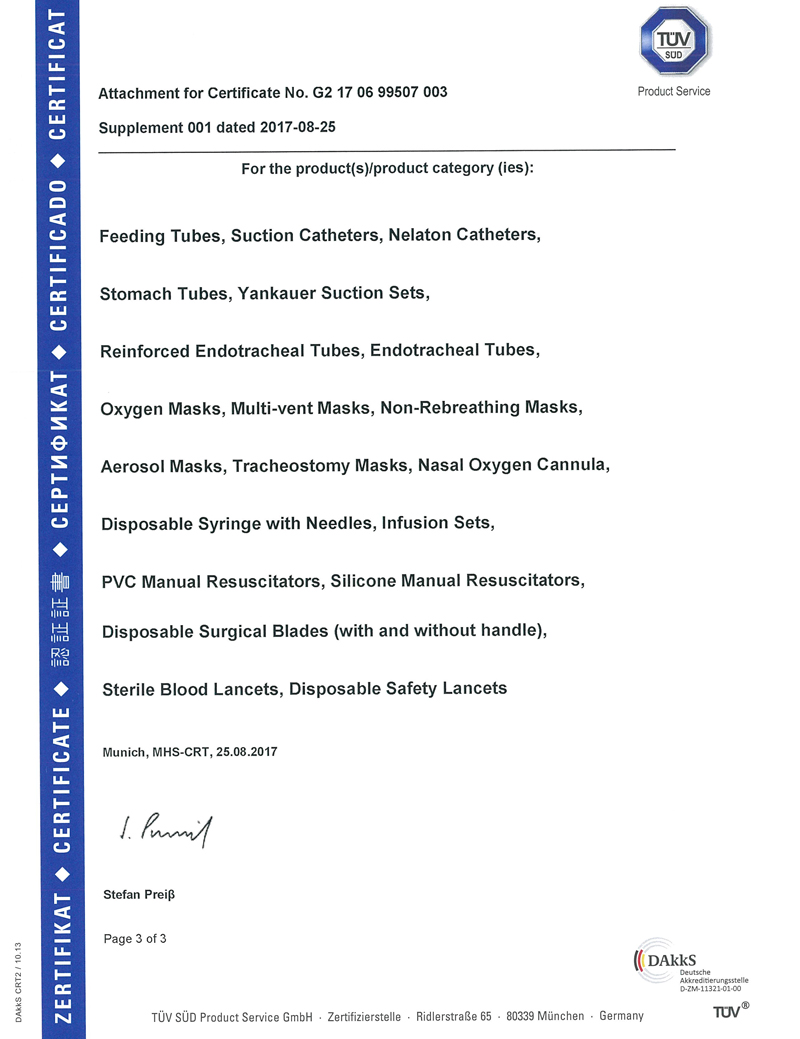 TÜV
SÜD
Product Service
Attachment for Certificate No. G2 17 06 99507 003
Supplement 001 dated 2017-08-25
For the product(s)/product category (ies):
Feeding Tubes, Suction Catheters, Nelaton Catheters,
Stomach Tubes, Yankauer Suction Sets,
Reinforced Endotracheal Tubes, Endotracheal Tubes,
Oxygen Masks, Multi-vent Masks, Non-Rebreathing Masks,
Aerosol Masks, Tracheostomy Masks, Nasal Oxygen Cannula,
Disposable Syringe with Needles, Infusion Sets,
PVC Manual Resuscitators, Silicone Manual Resuscitators,
Disposable Surgical Blades (with and without handle),
Sterile Blood Lancets, Disposable Safety Lancets
Munich, MHS-CRT, 25.08.2017
Stefan Preiß
Page 3 of 3
DAkkS
Deutsche
Akkreditierungsstelle
D-ZM-11321-01-00
TÜV SÜD Product Service GmbH · Zertifizierstelle · Ridlerstraße 65 · 80339 München · Germany
TÜV®
ZERTIFIKAT ◆ CERTIFICATE ◆ 認証証書 ◆ СЕРТИФИКАТ ◆ CERTIFICADO ◆ CERTIFICAT
DAkkS CRT2 / 10.13